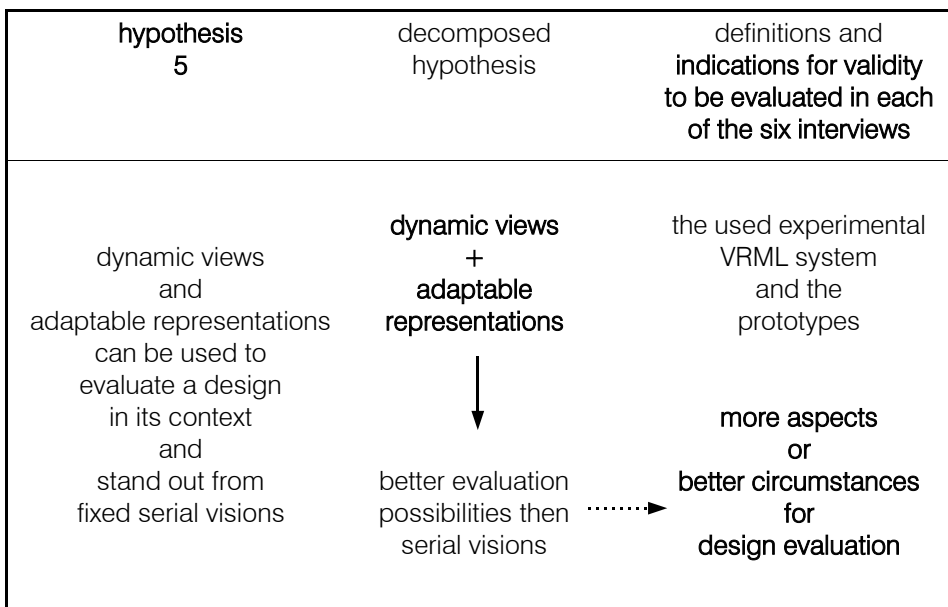 hypothesis
5
decomposed
hypothesis
definitions and
indications for validity
to be evaluated in each
of the six interviews
dynamic views
and
adaptable representations
can be used to
evaluate a design
in its context
and
stand out from
fixed serial visions
dynamic views
+
adaptable
representations
better evaluation
possibilities then
serial visions
the used experimental
VRML system
and the
prototypes
more aspects
or
better circumstances
for
design evaluation